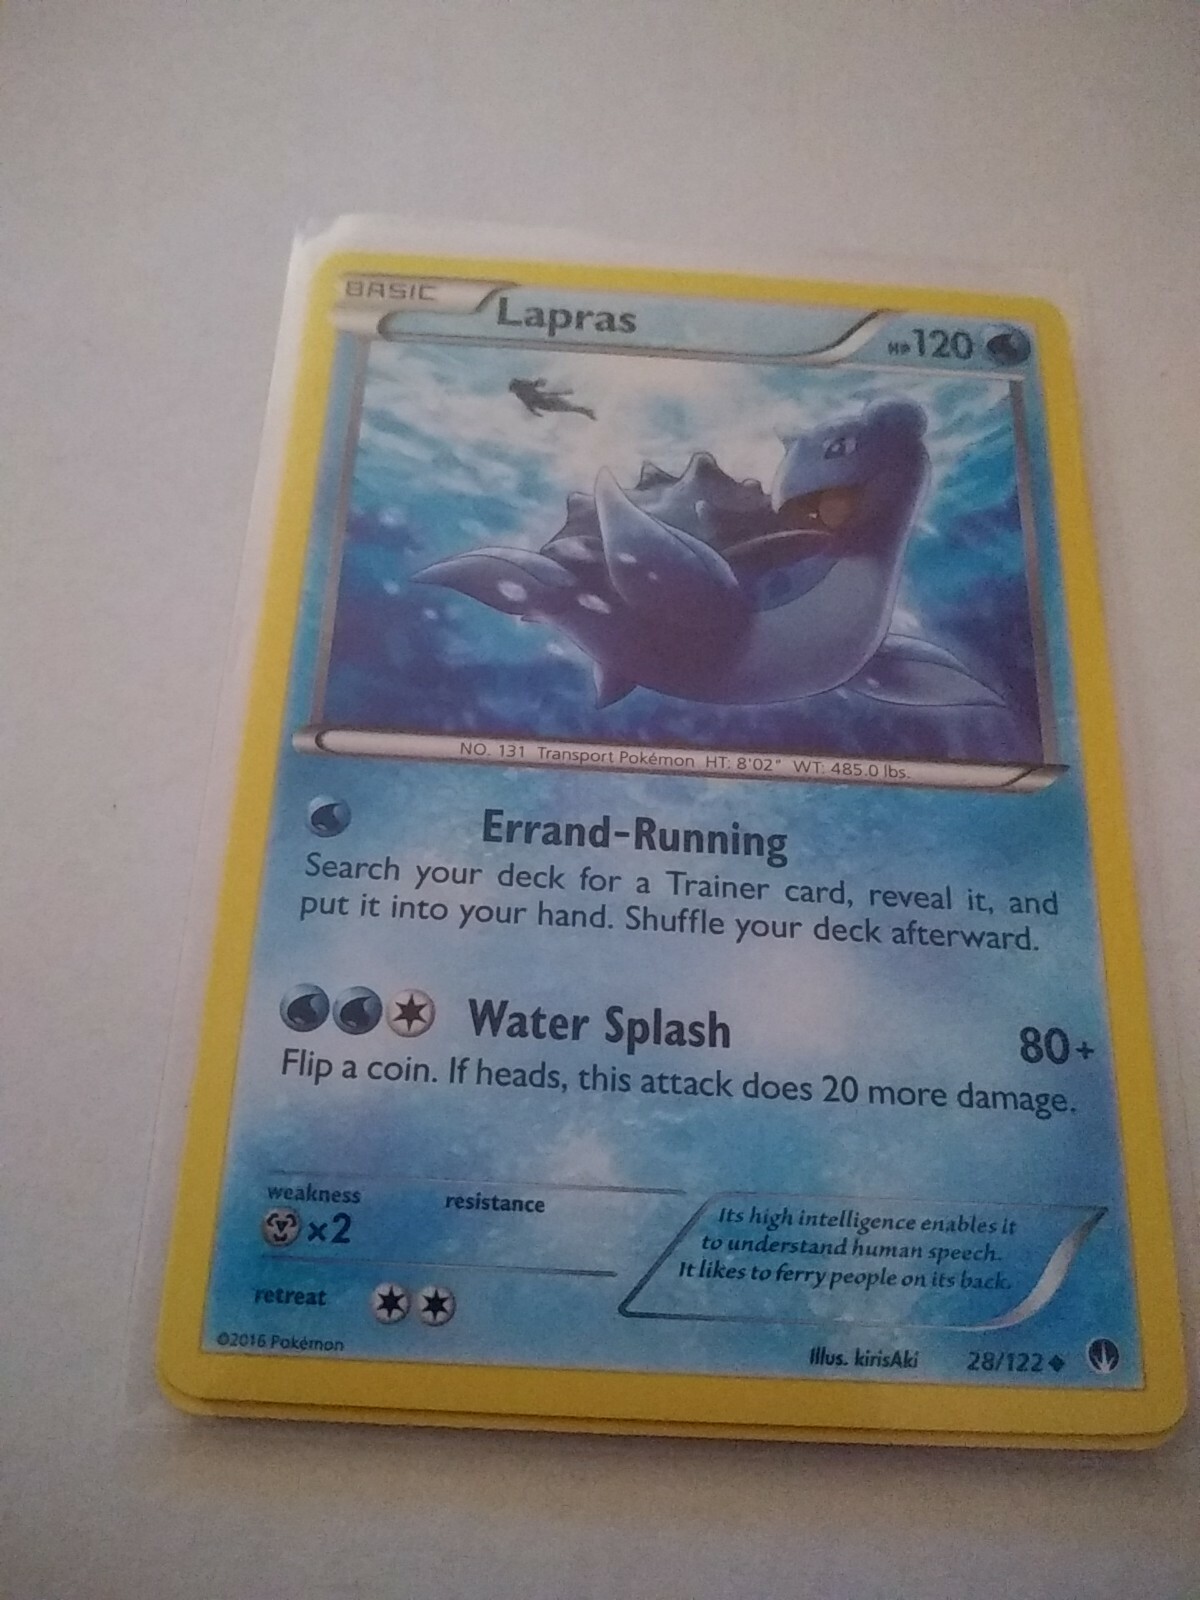 BASIC Lapras HP120
NO. 131 Transport Pokémon HT: 8'02" WT: 485.0 lbs.
Errand-Running
Search your deck for a Trainer card, reveal it, and
put it into your hand. Shuffle your deck afterward.
Water Splash 80+
Flip a coin. If heads, this attack does 20 more damage.
weakness resistance
x2
retreat
Its high intelligence enables it
to understand human speech.
It likes to ferry people on its back.
©2016 Pokémon
Illus. kirisAki 28/122